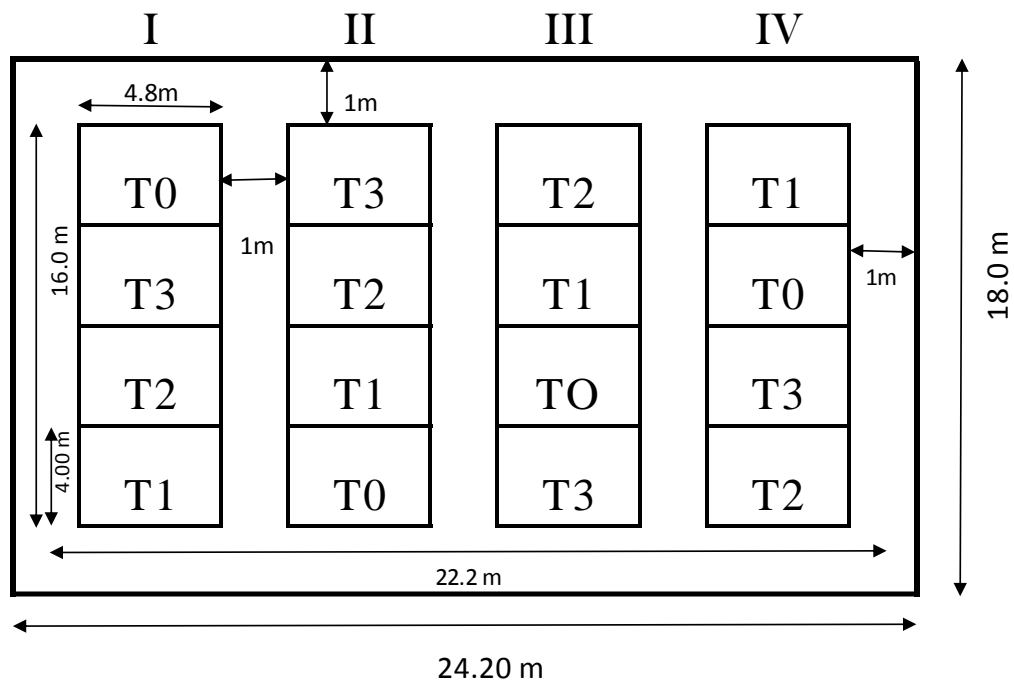 I II III IV
4.8m
1m
T0 T3 T2 T1
1m
16.0 m
T3 T2 T1 T0
1m
18.0 m
T2 T1 TO T3
4.00 m
T1 T0 T3 T2
22.2 m
24.20 m